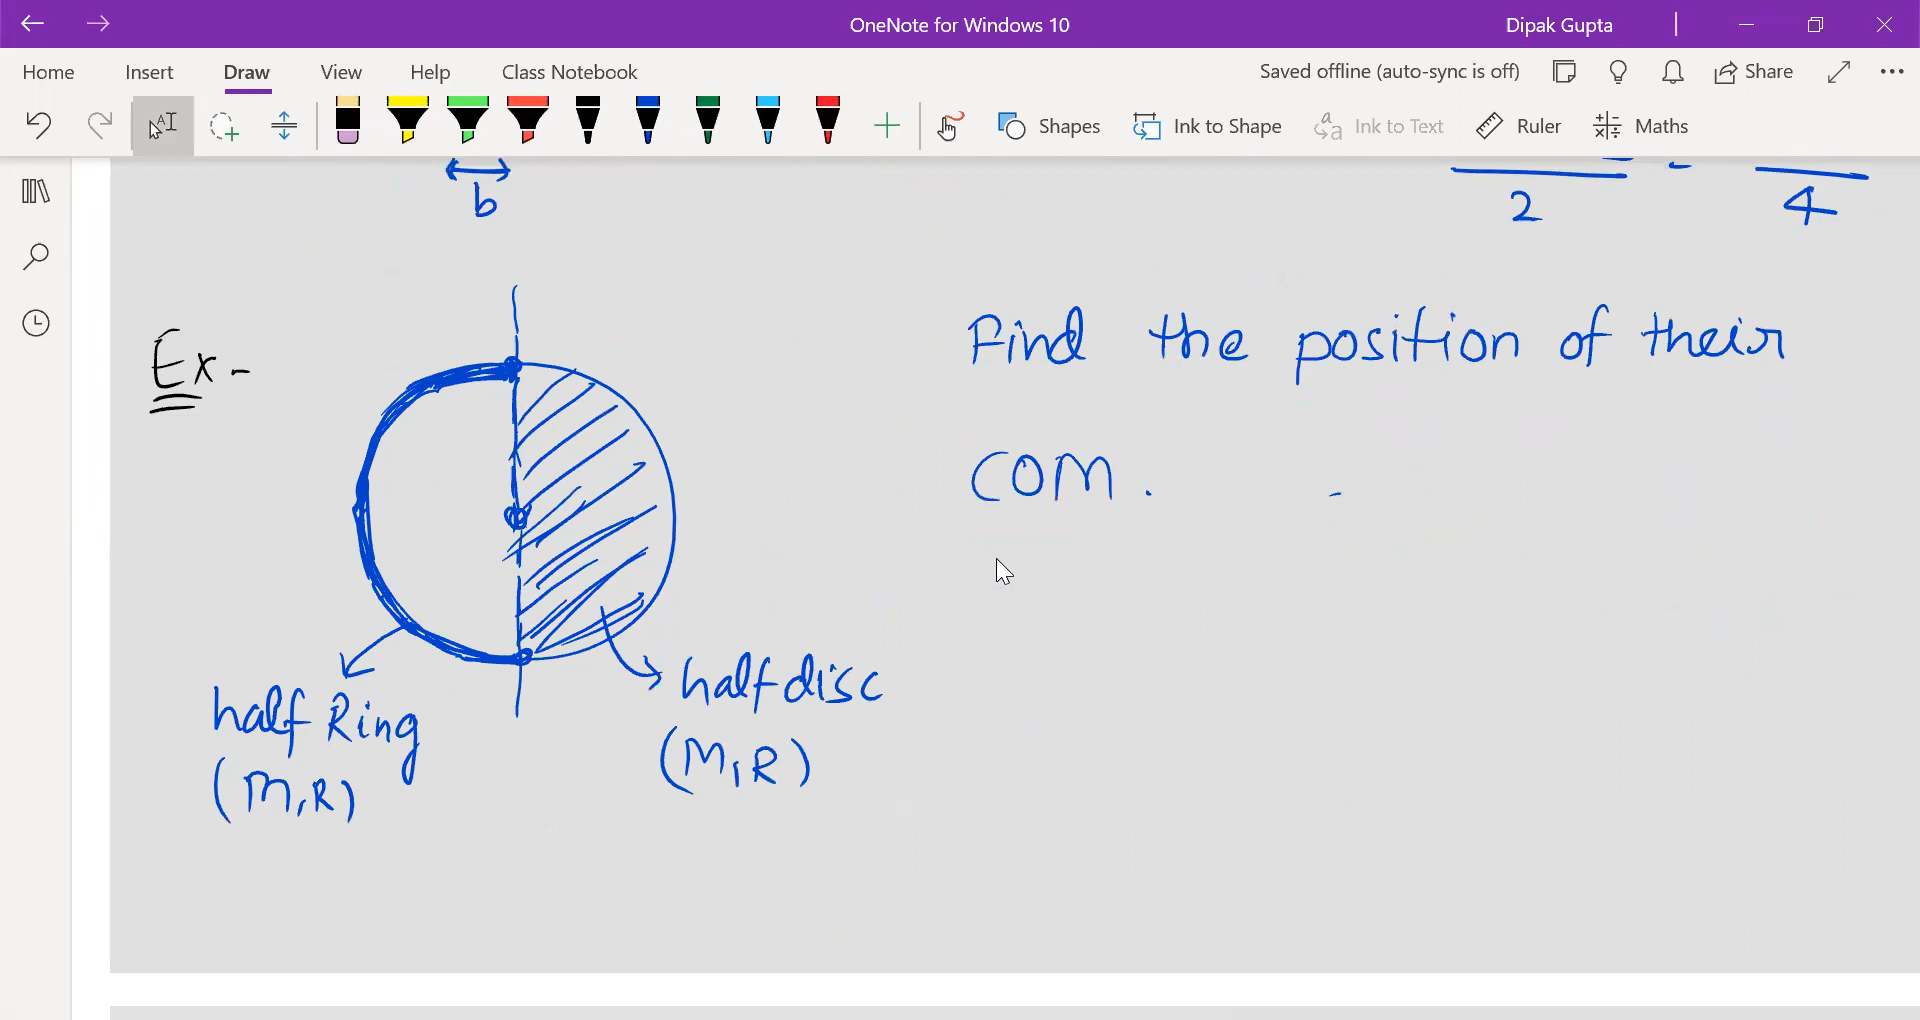 OneNote for Windows 10
Dipak Gupta
Home Insert Draw View Help Class Notebook
Saved offline (auto-sync is off)
Share
Shapes Ink to Shape Ink to Text Ruler Maths
b
2 4
Ex -
Find the position of their
COM .
half Ring
(M,R)
half disc
(M,R)